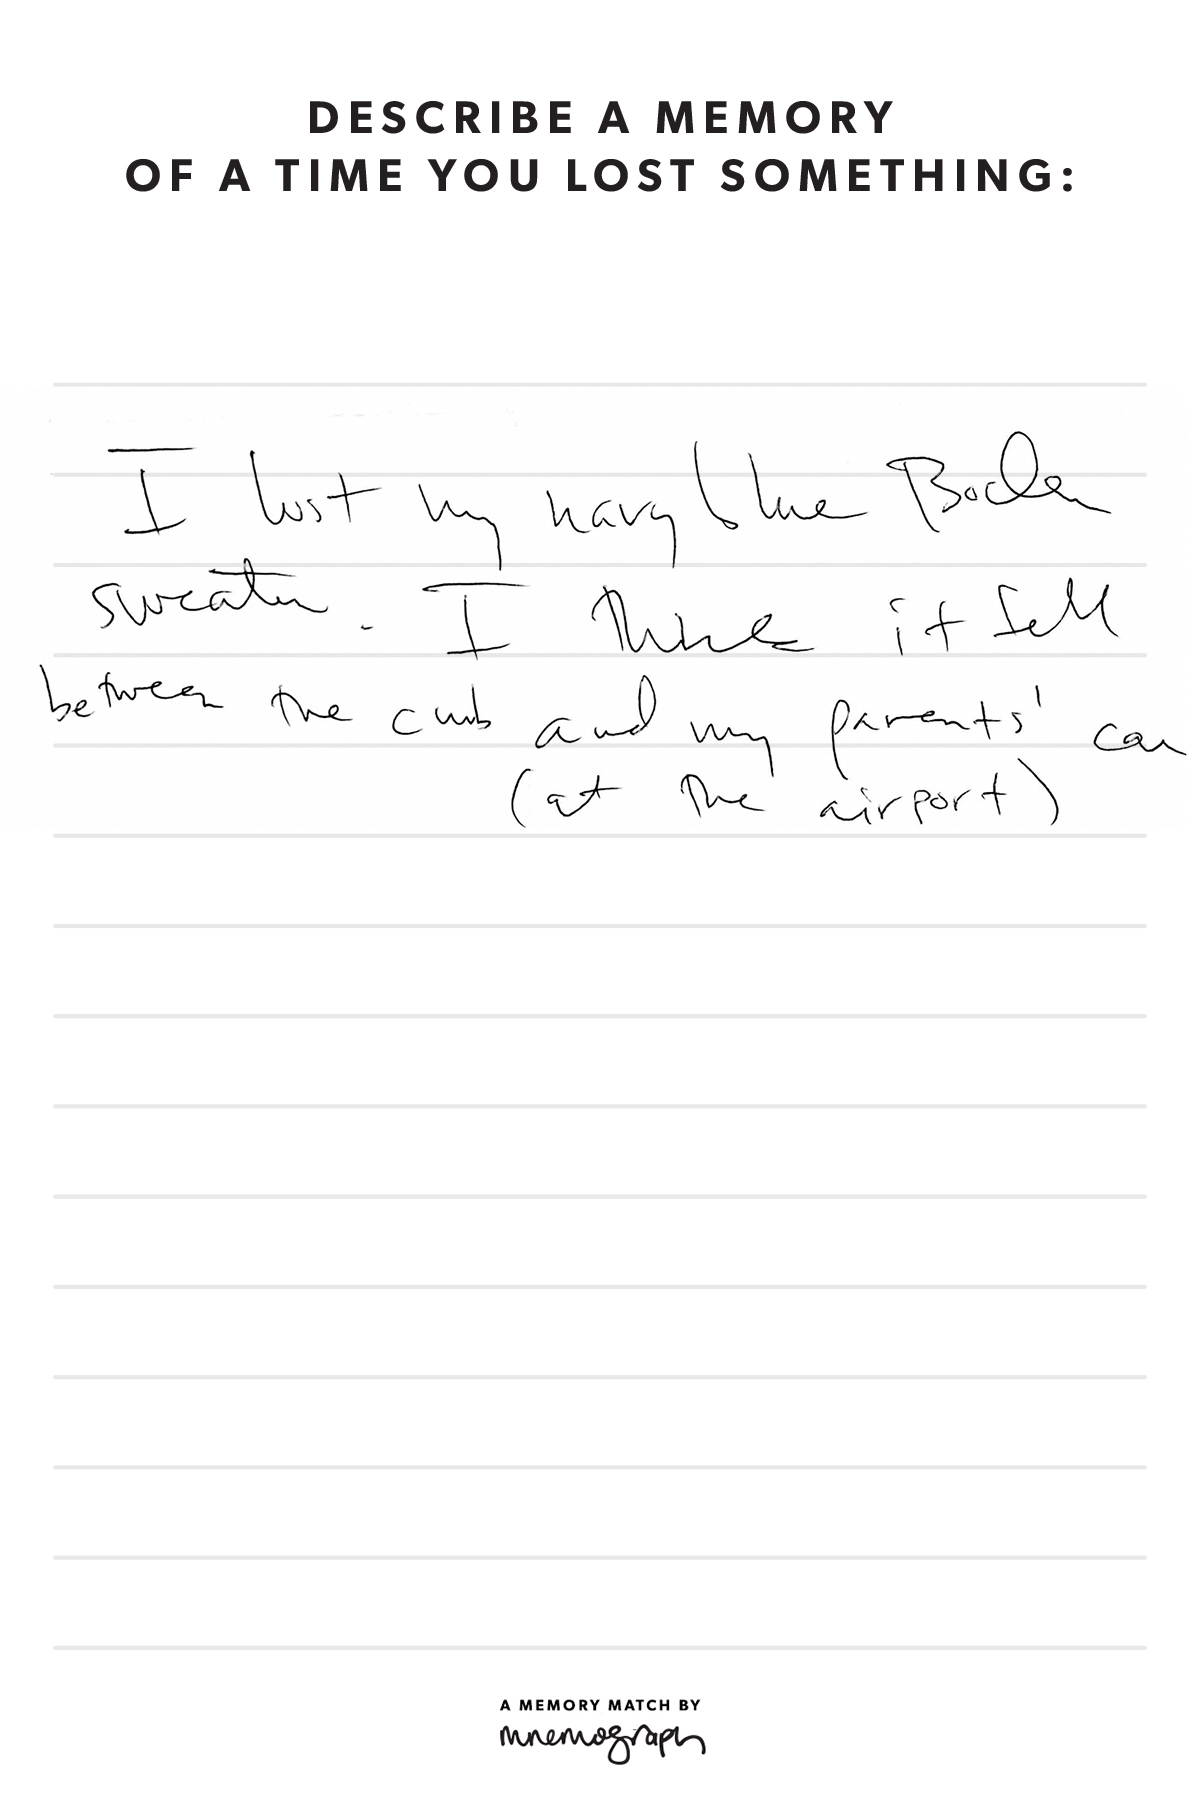 DESCRIBE A MEMORY
OF A TIME YOU LOST SOMETHING:
I lost my navy blue Boden
sweater. I think it fell
between the curb and my parents' car
(at the airport)
A MEMORY MATCH BY
mnemograph